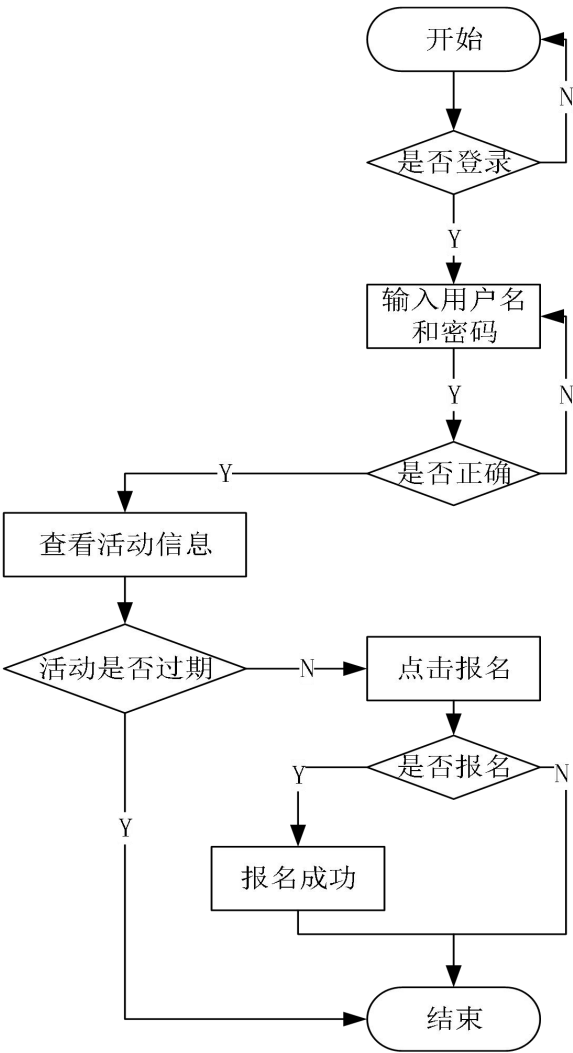 开始
N
是否登录
Y
输入用户名
和密码
Y
N
是否正确
Y
查看活动信息
活动是否过期
N
点击报名
是否报名
Y
N
Y
报名成功
结束